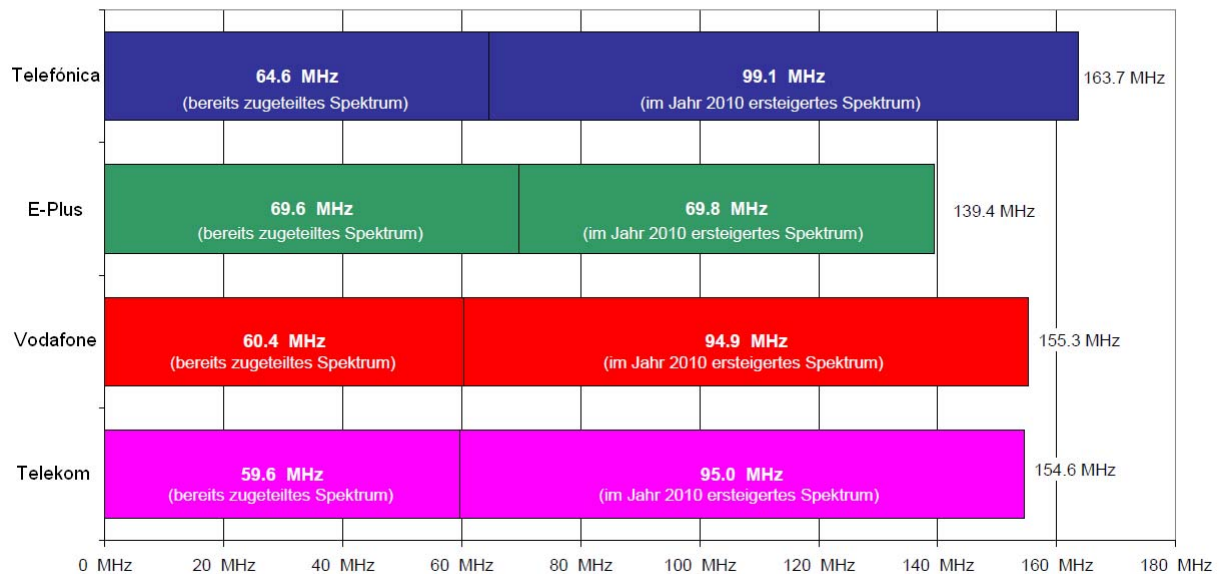 Telefónica
64.6 MHz
(bereits zugeteiltes Spektrum)
99.1 MHz
(im Jahr 2010 ersteigertes Spektrum)
163.7 MHz
E-Plus
69.6 MHz
(bereits zugeteiltes Spektrum)
69.8 MHz
(im Jahr 2010 ersteigertes Spektrum)
139.4 MHz
Vodafone
60.4 MHz
(bereits zugeteiltes Spektrum)
94.9 MHz
(im Jahr 2010 ersteigertes Spektrum)
155.3 MHz
Telekom
59.6 MHz
(bereits zugeteiltes Spektrum)
95.0 MHz
(im Jahr 2010 ersteigertes Spektrum)
154.6 MHz
0 MHz 20 MHz 40 MHz 60 MHz 80 MHz 100 MHz 120 MHz 140 MHz 160 MHz 180 MHz